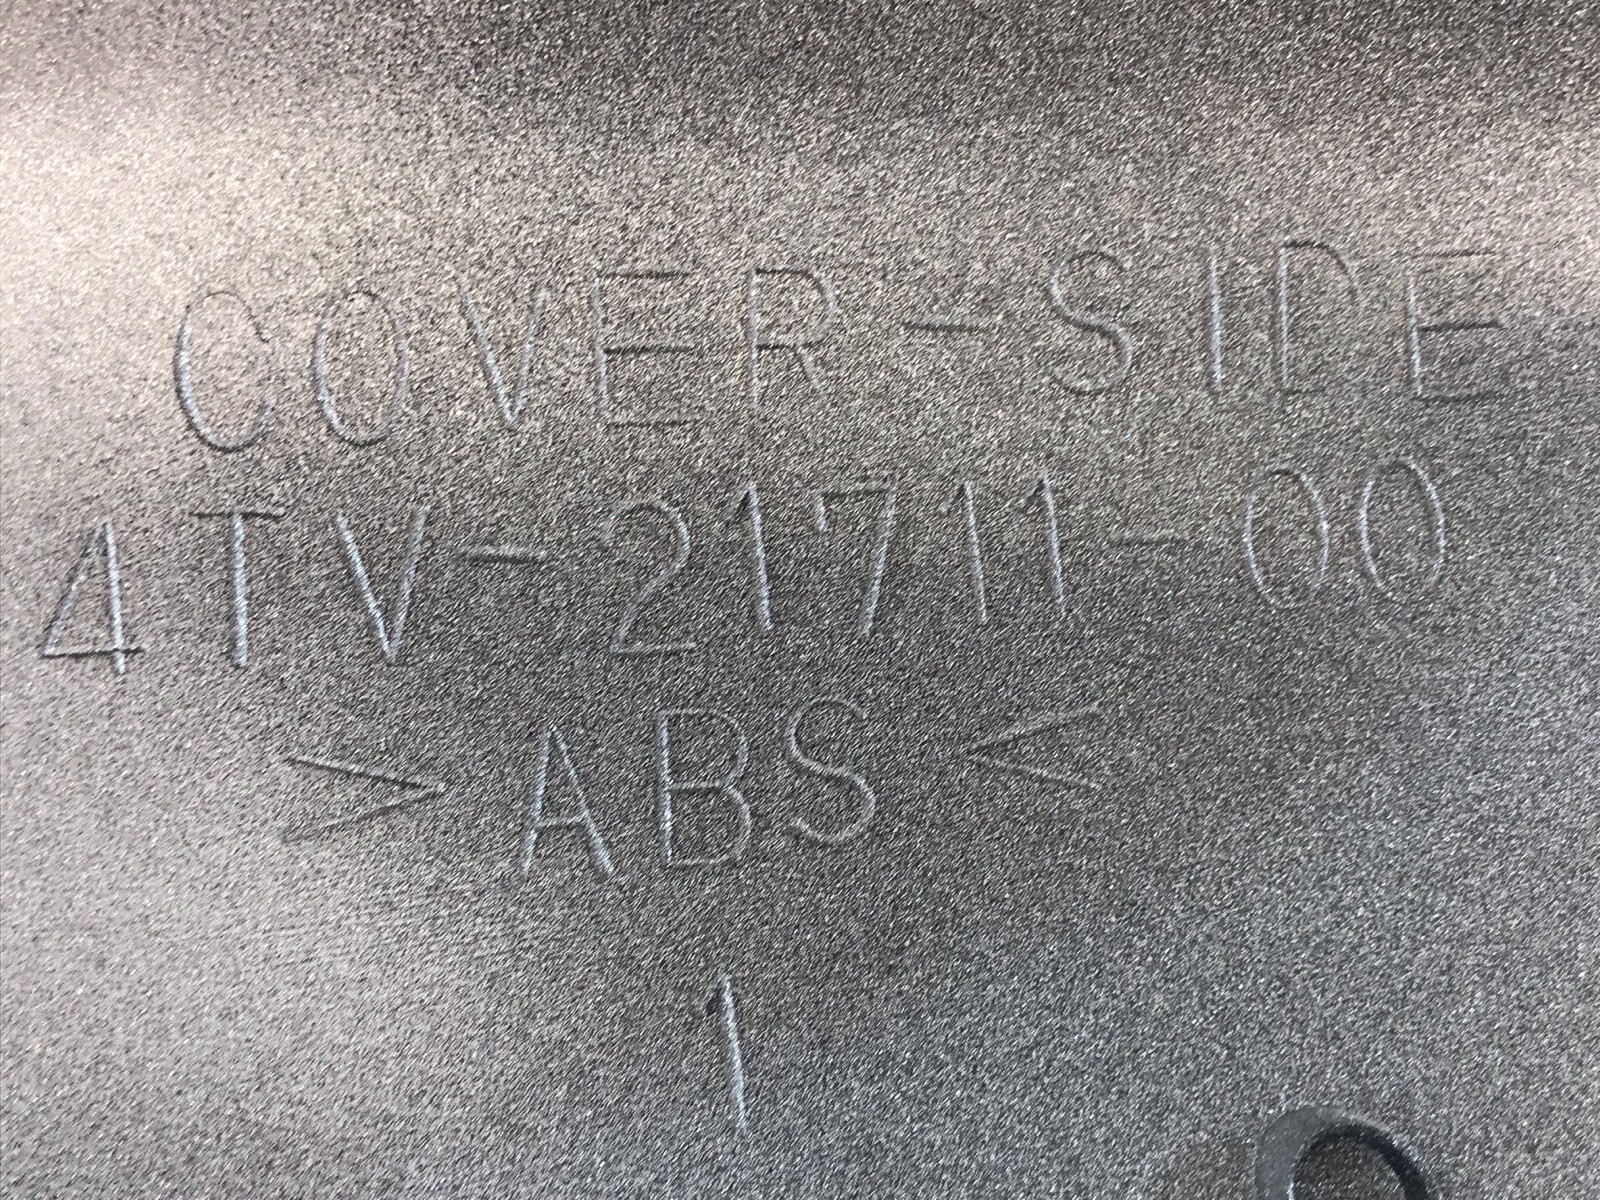 COVER-SIDE
4TV-21711-00
>ABS<
1